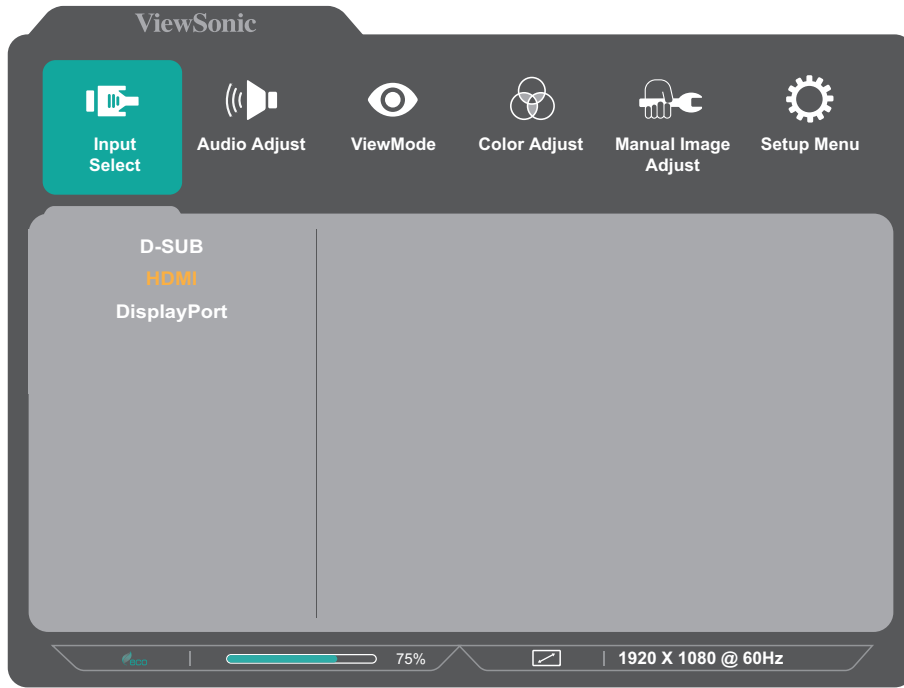 ViewSonic
Input
Select
Audio Adjust
ViewMode
Color Adjust
Manual Image
Adjust
Setup Menu
D-SUB
HDMI
DisplayPort
eco
75%
1920 X 1080 @ 60Hz